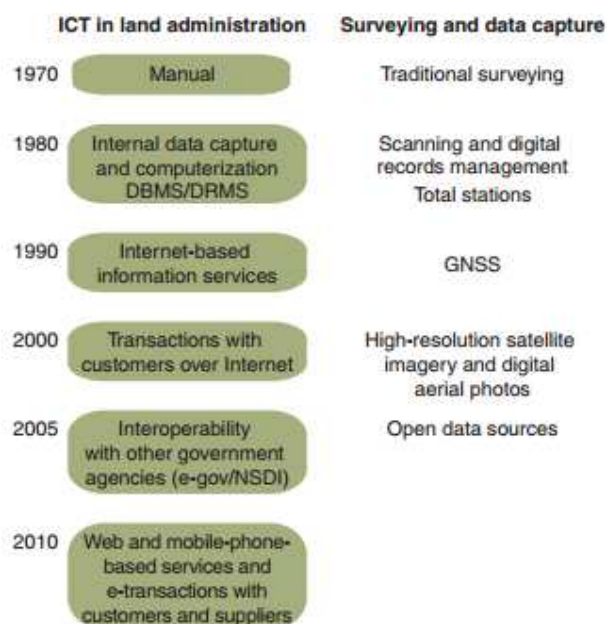 ICT in land administration Surveying and data capture
1970 Manual Traditional surveying
1980 Internal data capture
and computerization
DBMS/DRMS
Scanning and digital
records management
Total stations
1990 Internet-based
information services
GNSS
2000 Transactions with
customers over Internet
High-resolution satellite
imagery and digital
aerial photos
2005 Interoperability
with other government
agencies (e-gov/NSDI)
Open data sources
2010 Web and mobile-phone-
based services and
e-transactions with
customers and suppliers